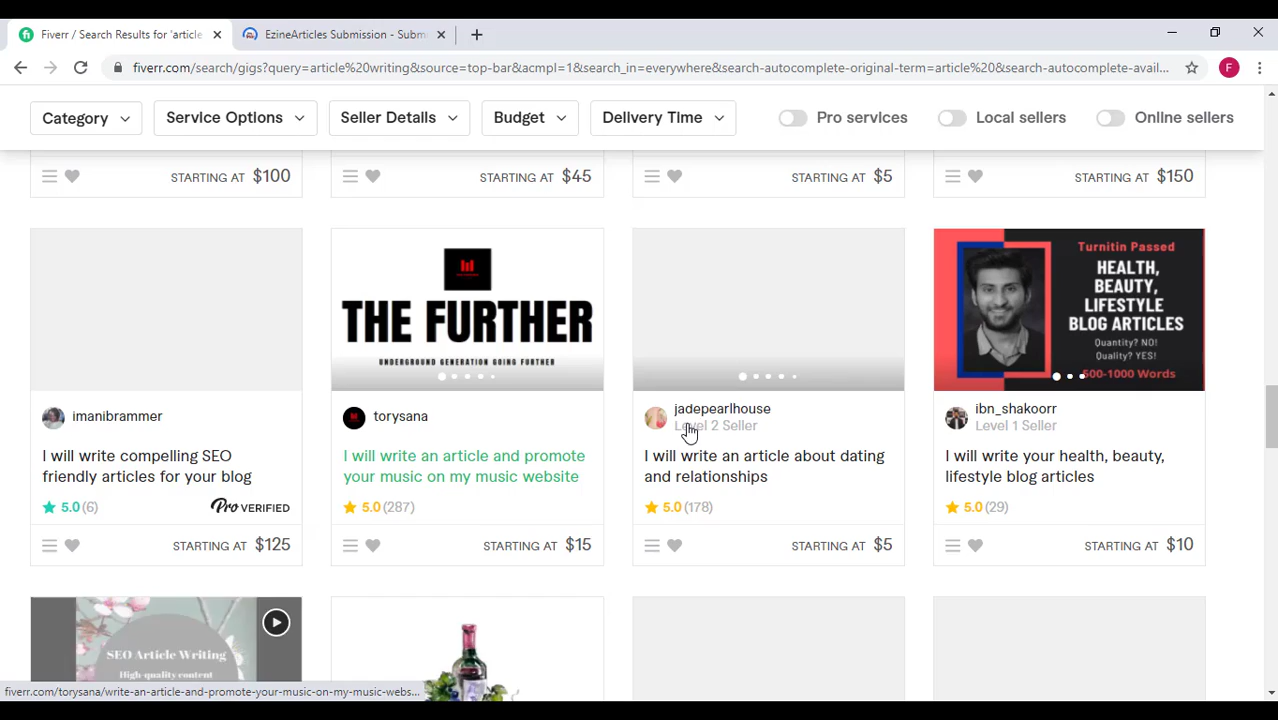 Fiverr / Search Results for 'article
EzineArticles Submission - Subm
fiverr.com/search/gigs?query=article%20writing&source=top-bar&acmpl=1&search_in=everywhere&search-autocomplete-original-term=article%20&search-autocomplete-avail...
F
Category
Service Options
Seller Details
Budget
Delivery Time
Pro services
Local sellers
Online sellers
STARTING AT $100
STARTING AT $45
STARTING AT $5
STARTING AT $150
imanibrammer
I will write compelling SEO
friendly articles for your blog
5.0 (6)
Pro VERIFIED
STARTING AT $125
THE FURTHER
UNDERGROUND GENERATION GOING FURTHER
torysana
I will write an article and promote
your music on my music website
5.0 (287)
STARTING AT $15
jadepearlhouse
Level 2 Seller
I will write an article about dating
and relationships
5.0 (178)
STARTING AT $5
Turnitin Passed
HEALTH,
BEAUTY,
LIFESTYLE
BLOG ARTICLES
Quantity? NO!
Quality? YES!
500-1000 Words
ibn_shakoorr
Level 1 Seller
I will write your health, beauty,
lifestyle blog articles
5.0 (29)
STARTING AT $10
SEO Article Writing
High-quality content
fiverr.com/torysana/write-an-article-and-promote-your-music-on-my-music-webs...